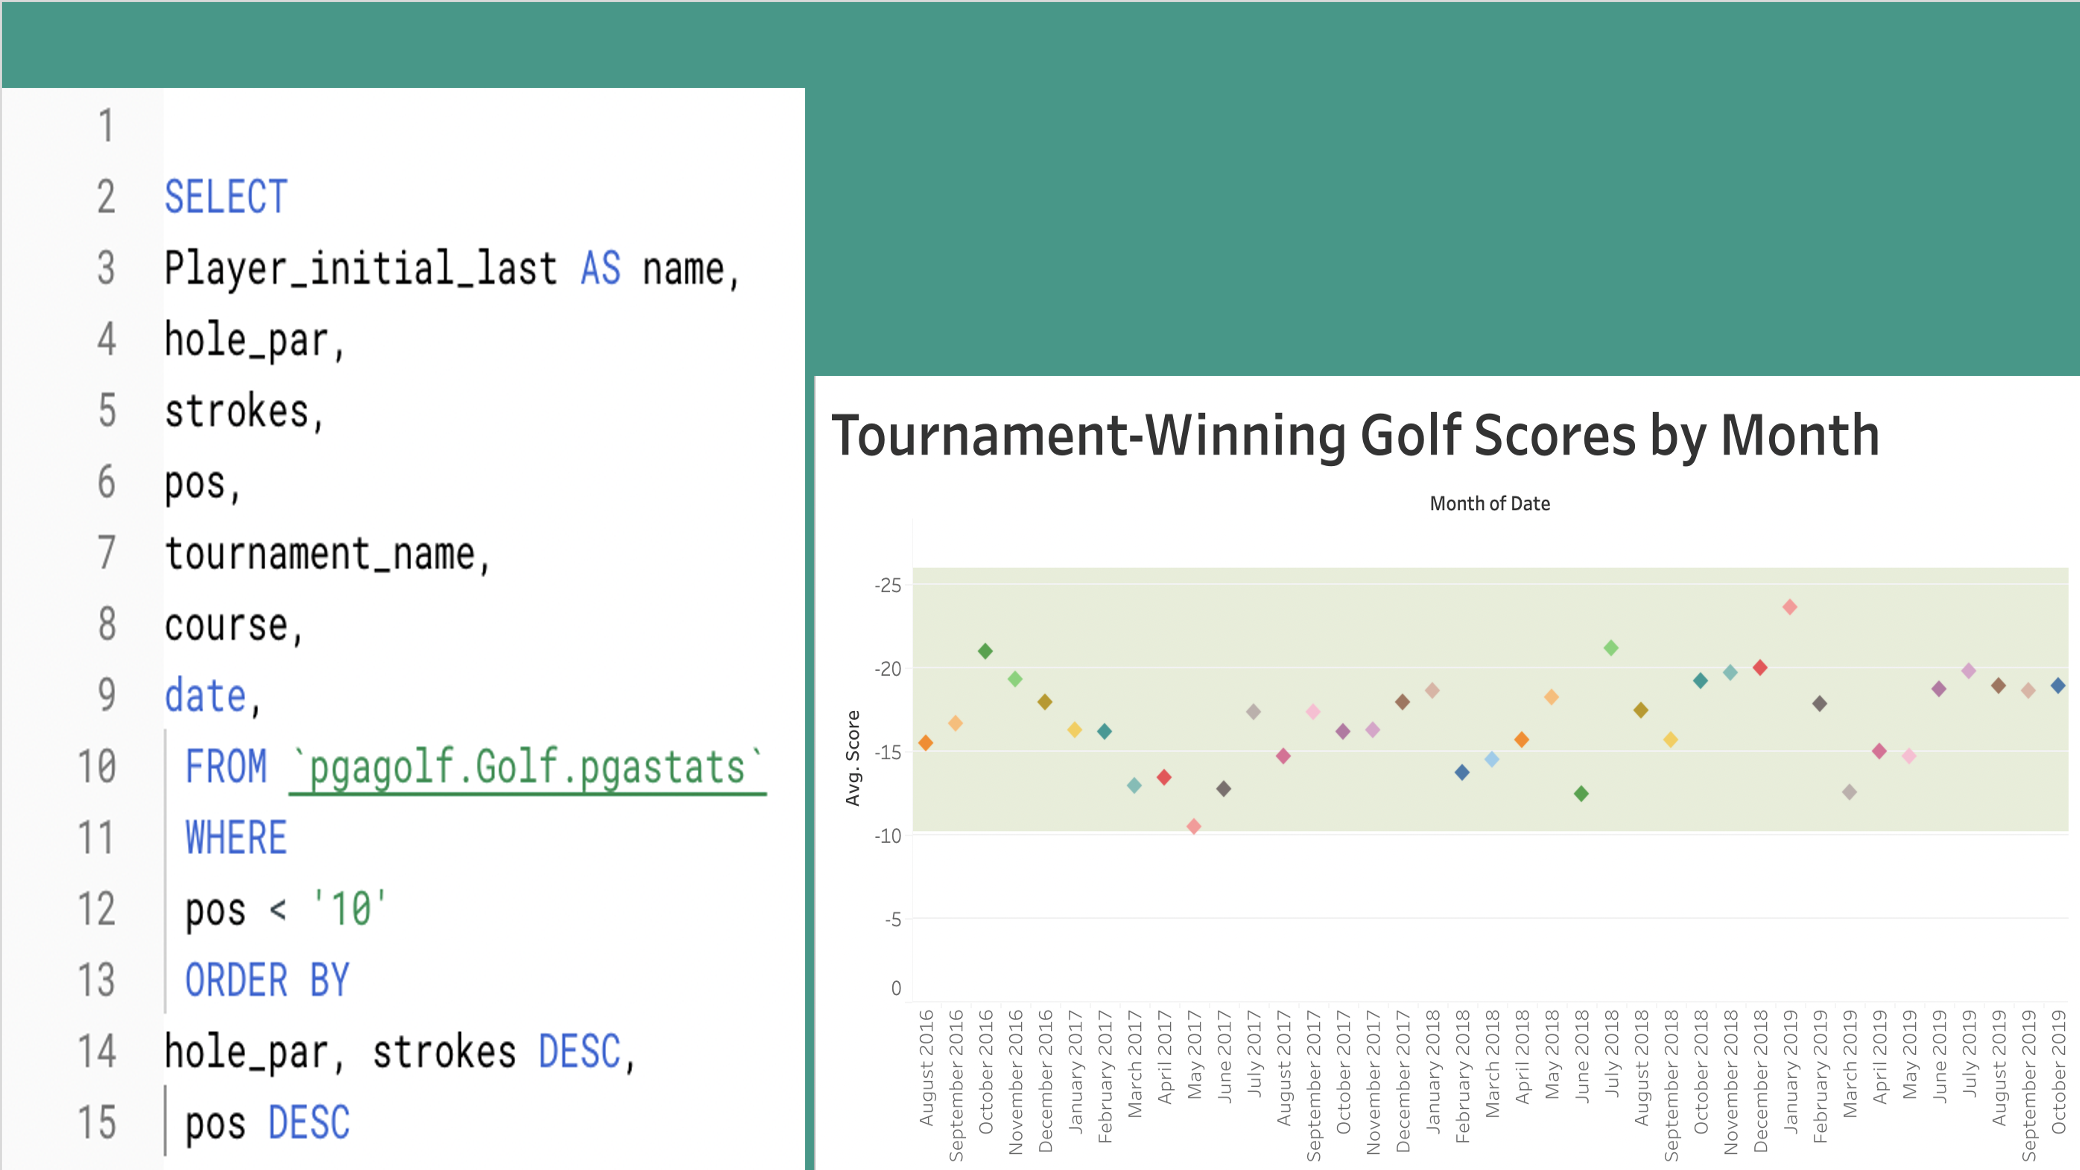 1
2 SELECT
3 Player_initial_last AS name,
4 hole_par,
5 strokes,
6 pos,
7 tournament_name,
8 course,
9 date,
10 FROM `pgagolf.Golf.pgastats`
11 WHERE
12 pos < '10'
13 ORDER BY
14 hole_par, strokes DESC,
15 pos DESC
Tournament-Winning Golf Scores by Month
Month of Date
Avg. Score
-25
-20
-15
-10
-5
0
August 2016
September 2016
October 2016
November 2016
December 2016
January 2017
February 2017
March 2017
April 2017
May 2017
June 2017
July 2017
August 2017
September 2017
October 2017
November 2017
December 2017
January 2018
February 2018
March 2018
April 2018
May 2018
June 2018
July 2018
August 2018
September 2018
October 2018
November 2018
December 2018
January 2019
February 2019
March 2019
April 2019
May 2019
June 2019
July 2019
August 2019
September 2019
October 2019